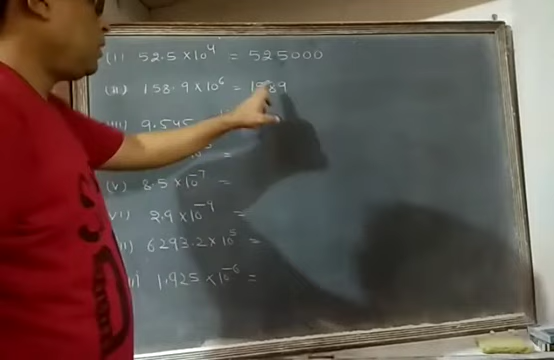 (i) 52.5 × 10⁴ = 525000
(ii) 158.9 × 10⁶ = 1589
9.545
=
(v) 8.5 × 10⁻⁷ =
vi) 2.9 × 10⁻⁴ =
ii) 6293.2 × 10⁵ =
i) 1.925 × 10⁻⁶ =